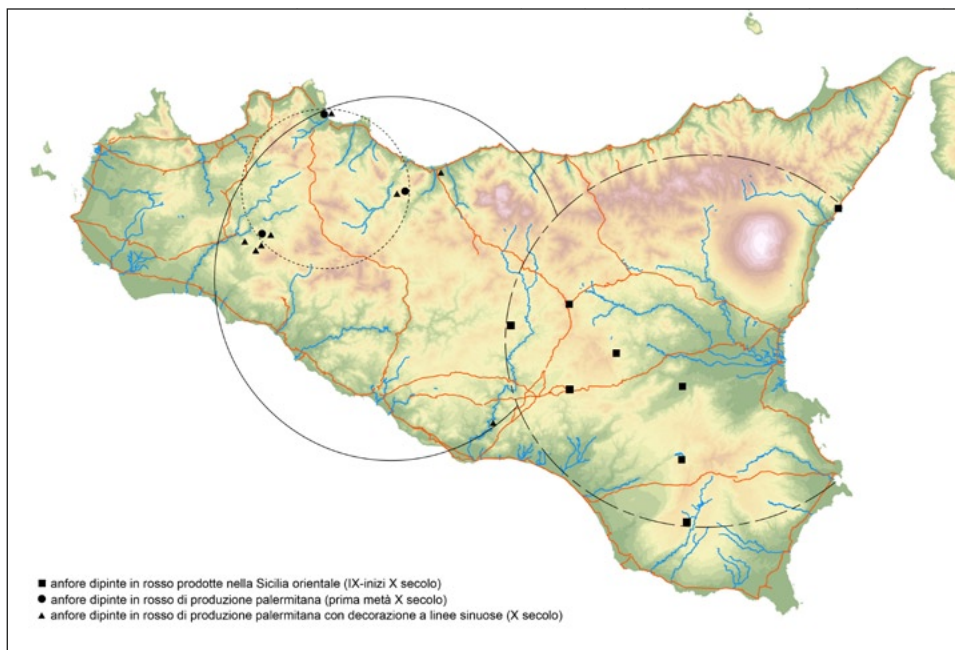 anfore dipinte in rosso prodotte nella Sicilia orientale (IX-inizi X secolo)
anfore dipinte in rosso di produzione palermitana (prima metà X secolo)
anfore dipinte in rosso di produzione palermitana con decorazione a linee sinuose (X secolo)